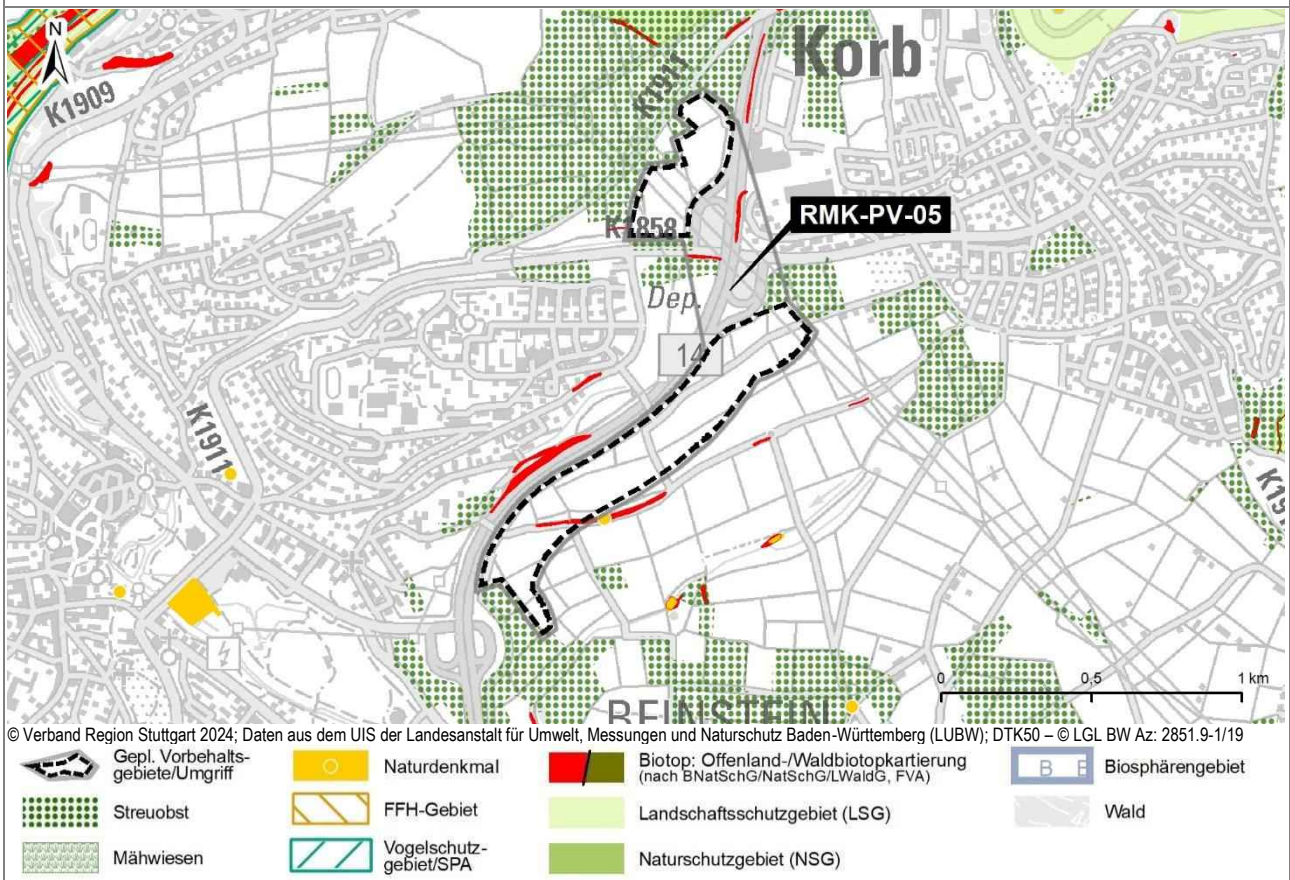 N
Korb
K1911
K1909
K1858
RMK-PV-05
Dep.
14
K1911
BEINSTEIN
0 0,5 1 km
© Verband Region Stuttgart 2024; Daten aus dem UIS der Landesanstalt für Umwelt, Messungen und Naturschutz Baden-Württemberg (LUBW); DTK50 – © LGL BW Az: 2851.9-1/19
Gepl. Vorbehalts-
gebiete/Umgriff
Naturdenkmal
Biotop: Offenland-/Waldbiotopkartierung
(nach BNatSchG/NatSchG/LWaldG, FVA)
B E
Biosphärengebiet
Streuobst
FFH-Gebiet
Landschaftsschutzgebiet (LSG)
Wald
Mähwiesen
Vogelschutz-
gebiet/SPA
Naturschutzgebiet (NSG)